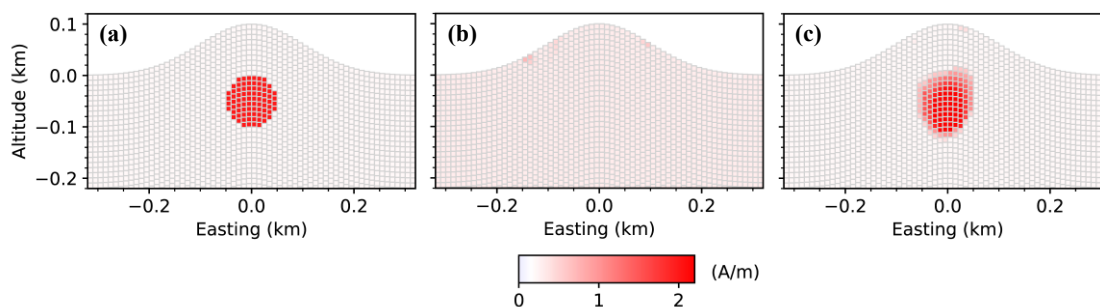 (a)
(b)
(c)
Altitude (km)
0.1
0.0
−0.1
−0.2
−0.2 0.0 0.2
−0.2 0.0 0.2
−0.2 0.0 0.2
Easting (km)
Easting (km)
Easting (km)
0 1 2
(A/m)